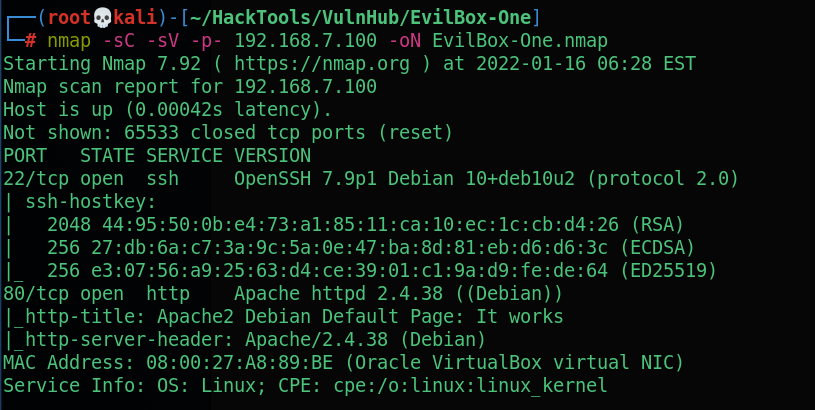 ┌──(root💀kali)-[~/HackTools/VulnHub/EvilBox-One]
└─# nmap -sC -sV -p- 192.168.7.100 -oN EvilBox-One.nmap
Starting Nmap 7.92 ( https://nmap.org ) at 2022-01-16 06:28 EST
Nmap scan report for 192.168.7.100
Host is up (0.00042s latency).
Not shown: 65533 closed tcp ports (reset)
PORT   STATE SERVICE VERSION
22/tcp open  ssh     OpenSSH 7.9p1 Debian 10+deb10u2 (protocol 2.0)
| ssh-hostkey:
|   2048 44:95:50:0b:e4:73:a1:85:11:ca:10:ec:1c:cb:d4:26 (RSA)
|   256 27:db:6a:c7:3a:9c:5a:0e:47:ba:8d:81:eb:d6:d6:3c (ECDSA)
|_  256 e3:07:56:a9:25:63:d4:ce:39:01:c1:9a:d9:fe:de:64 (ED25519)
80/tcp open  http    Apache httpd 2.4.38 ((Debian))
|_http-title: Apache2 Debian Default Page: It works
|_http-server-header: Apache/2.4.38 (Debian)
MAC Address: 08:00:27:A8:89:BE (Oracle VirtualBox virtual NIC)
Service Info: OS: Linux; CPE: cpe:/o:linux:linux_kernel